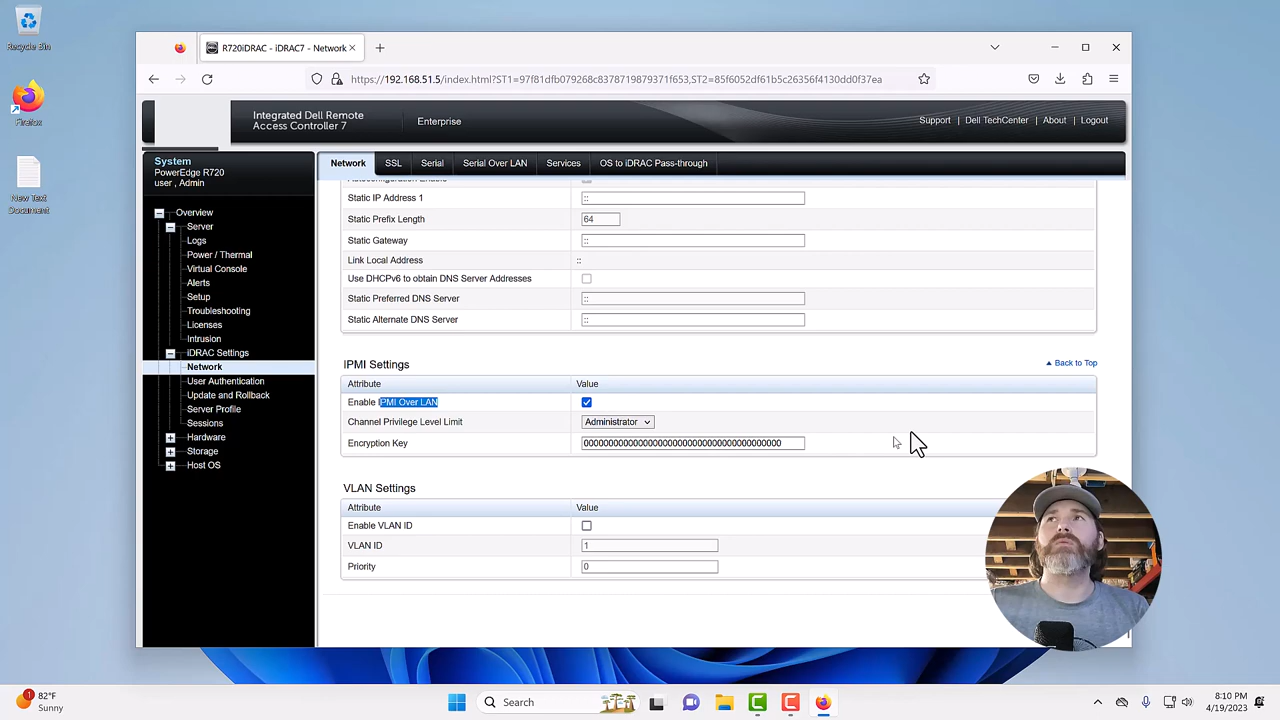 Recycle Bin
Firefox
New Text
Document
R720iDRAC - iDRAC7 - Network
https://192.168.51.5/index.html?ST1=97f81dfb079268c8378719879371f653,ST2=85f6052df61b5c26356f4130dd0f37ea
Integrated Dell Remote
Access Controller 7
Enterprise
Support | Dell TechCenter | About | Logout
System
PowerEdge R720
user , Admin
Overview
Server
Logs
Power / Thermal
Virtual Console
Alerts
Setup
Troubleshooting
Licenses
Intrusion
iDRAC Settings
Network
User Authentication
Update and Rollback
Server Profile
Sessions
Hardware
Storage
Host OS
Network SSL Serial Serial Over LAN Services OS to iDRAC Pass-through
Autoconfiguration Enable
Static IP Address 1 ::
Static Prefix Length 64
Static Gateway ::
Link Local Address ::
Use DHCPv6 to obtain DNS Server Addresses
Static Preferred DNS Server ::
Static Alternate DNS Server ::
IPMI Settings
Back to Top
Attribute Value
Enable IPMI Over LAN
Channel Privilege Level Limit Administrator
Encryption Key 0000000000000000000000000000000000000000
VLAN Settings
Attribute Value
Enable VLAN ID
VLAN ID 1
Priority 0
1
82°F
Sunny
Search
8:10 PM
4/19/2023